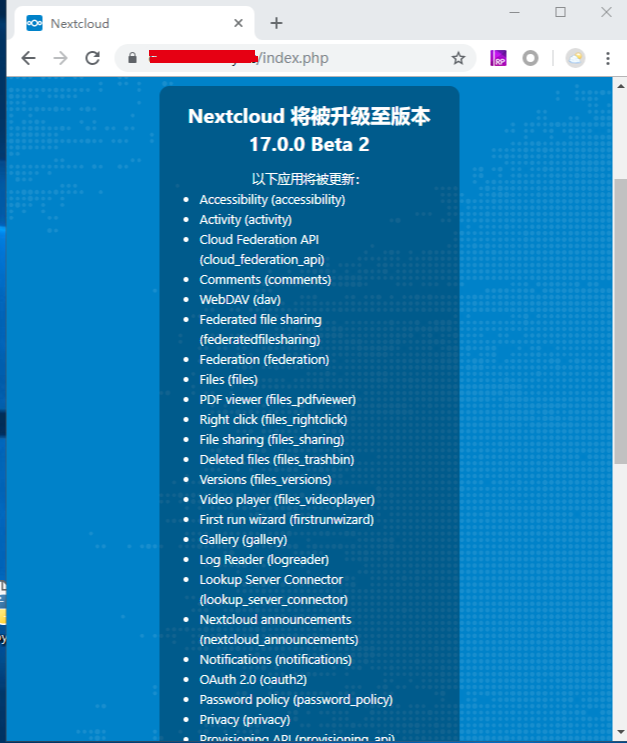 Nextcloud
/index.php
RP
Nextcloud 将被升级至版本
17.0.0 Beta 2
以下应用将被更新：
Accessibility (accessibility)
Activity (activity)
Cloud Federation API
(cloud_federation_api)
Comments (comments)
WebDAV (dav)
Federated file sharing
(federatedfilesharing)
Federation (federation)
Files (files)
PDF viewer (files_pdfviewer)
Right click (files_rightclick)
File sharing (files_sharing)
Deleted files (files_trashbin)
Versions (files_versions)
Video player (files_videoplayer)
First run wizard (firstrunwizard)
Gallery (gallery)
Log Reader (logreader)
Lookup Server Connector
(lookup_server_connector)
Nextcloud announcements
(nextcloud_announcements)
Notifications (notifications)
OAuth 2.0 (oauth2)
Password policy (password_policy)
Privacy (privacy)
Provisioning API (provisioning_api)